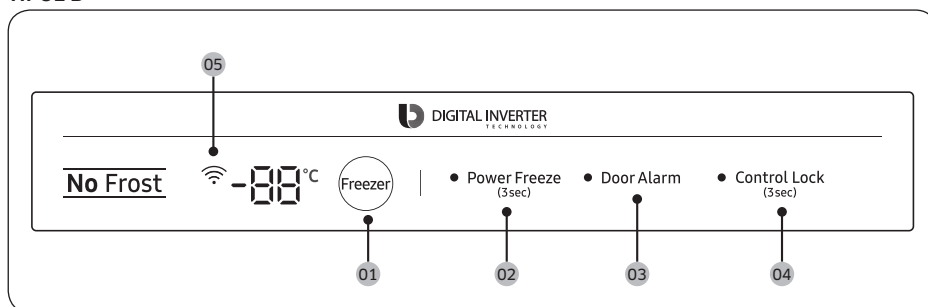 05
DIGITAL INVERTER
TECHNOLOGY
No Frost
-88°C
Freezer
Power Freeze
(3sec)
Door Alarm
Control Lock
(3sec)
01
02
03
04